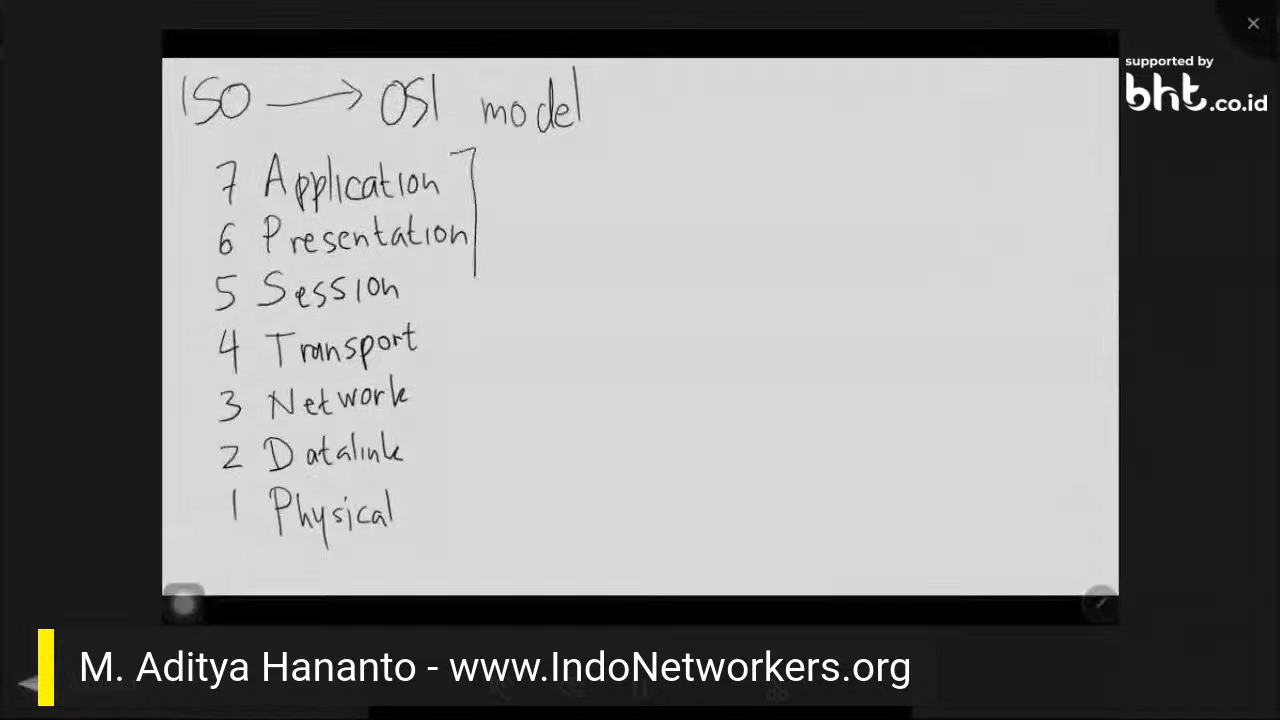 ISO → OSI model
7 Application
6 Presentation
5 Session
4 Transport
3 Network
2 Datalink
1 Physical
supported by
bht.co.id
M. Aditya Hananto - www.IndoNetworkers.org